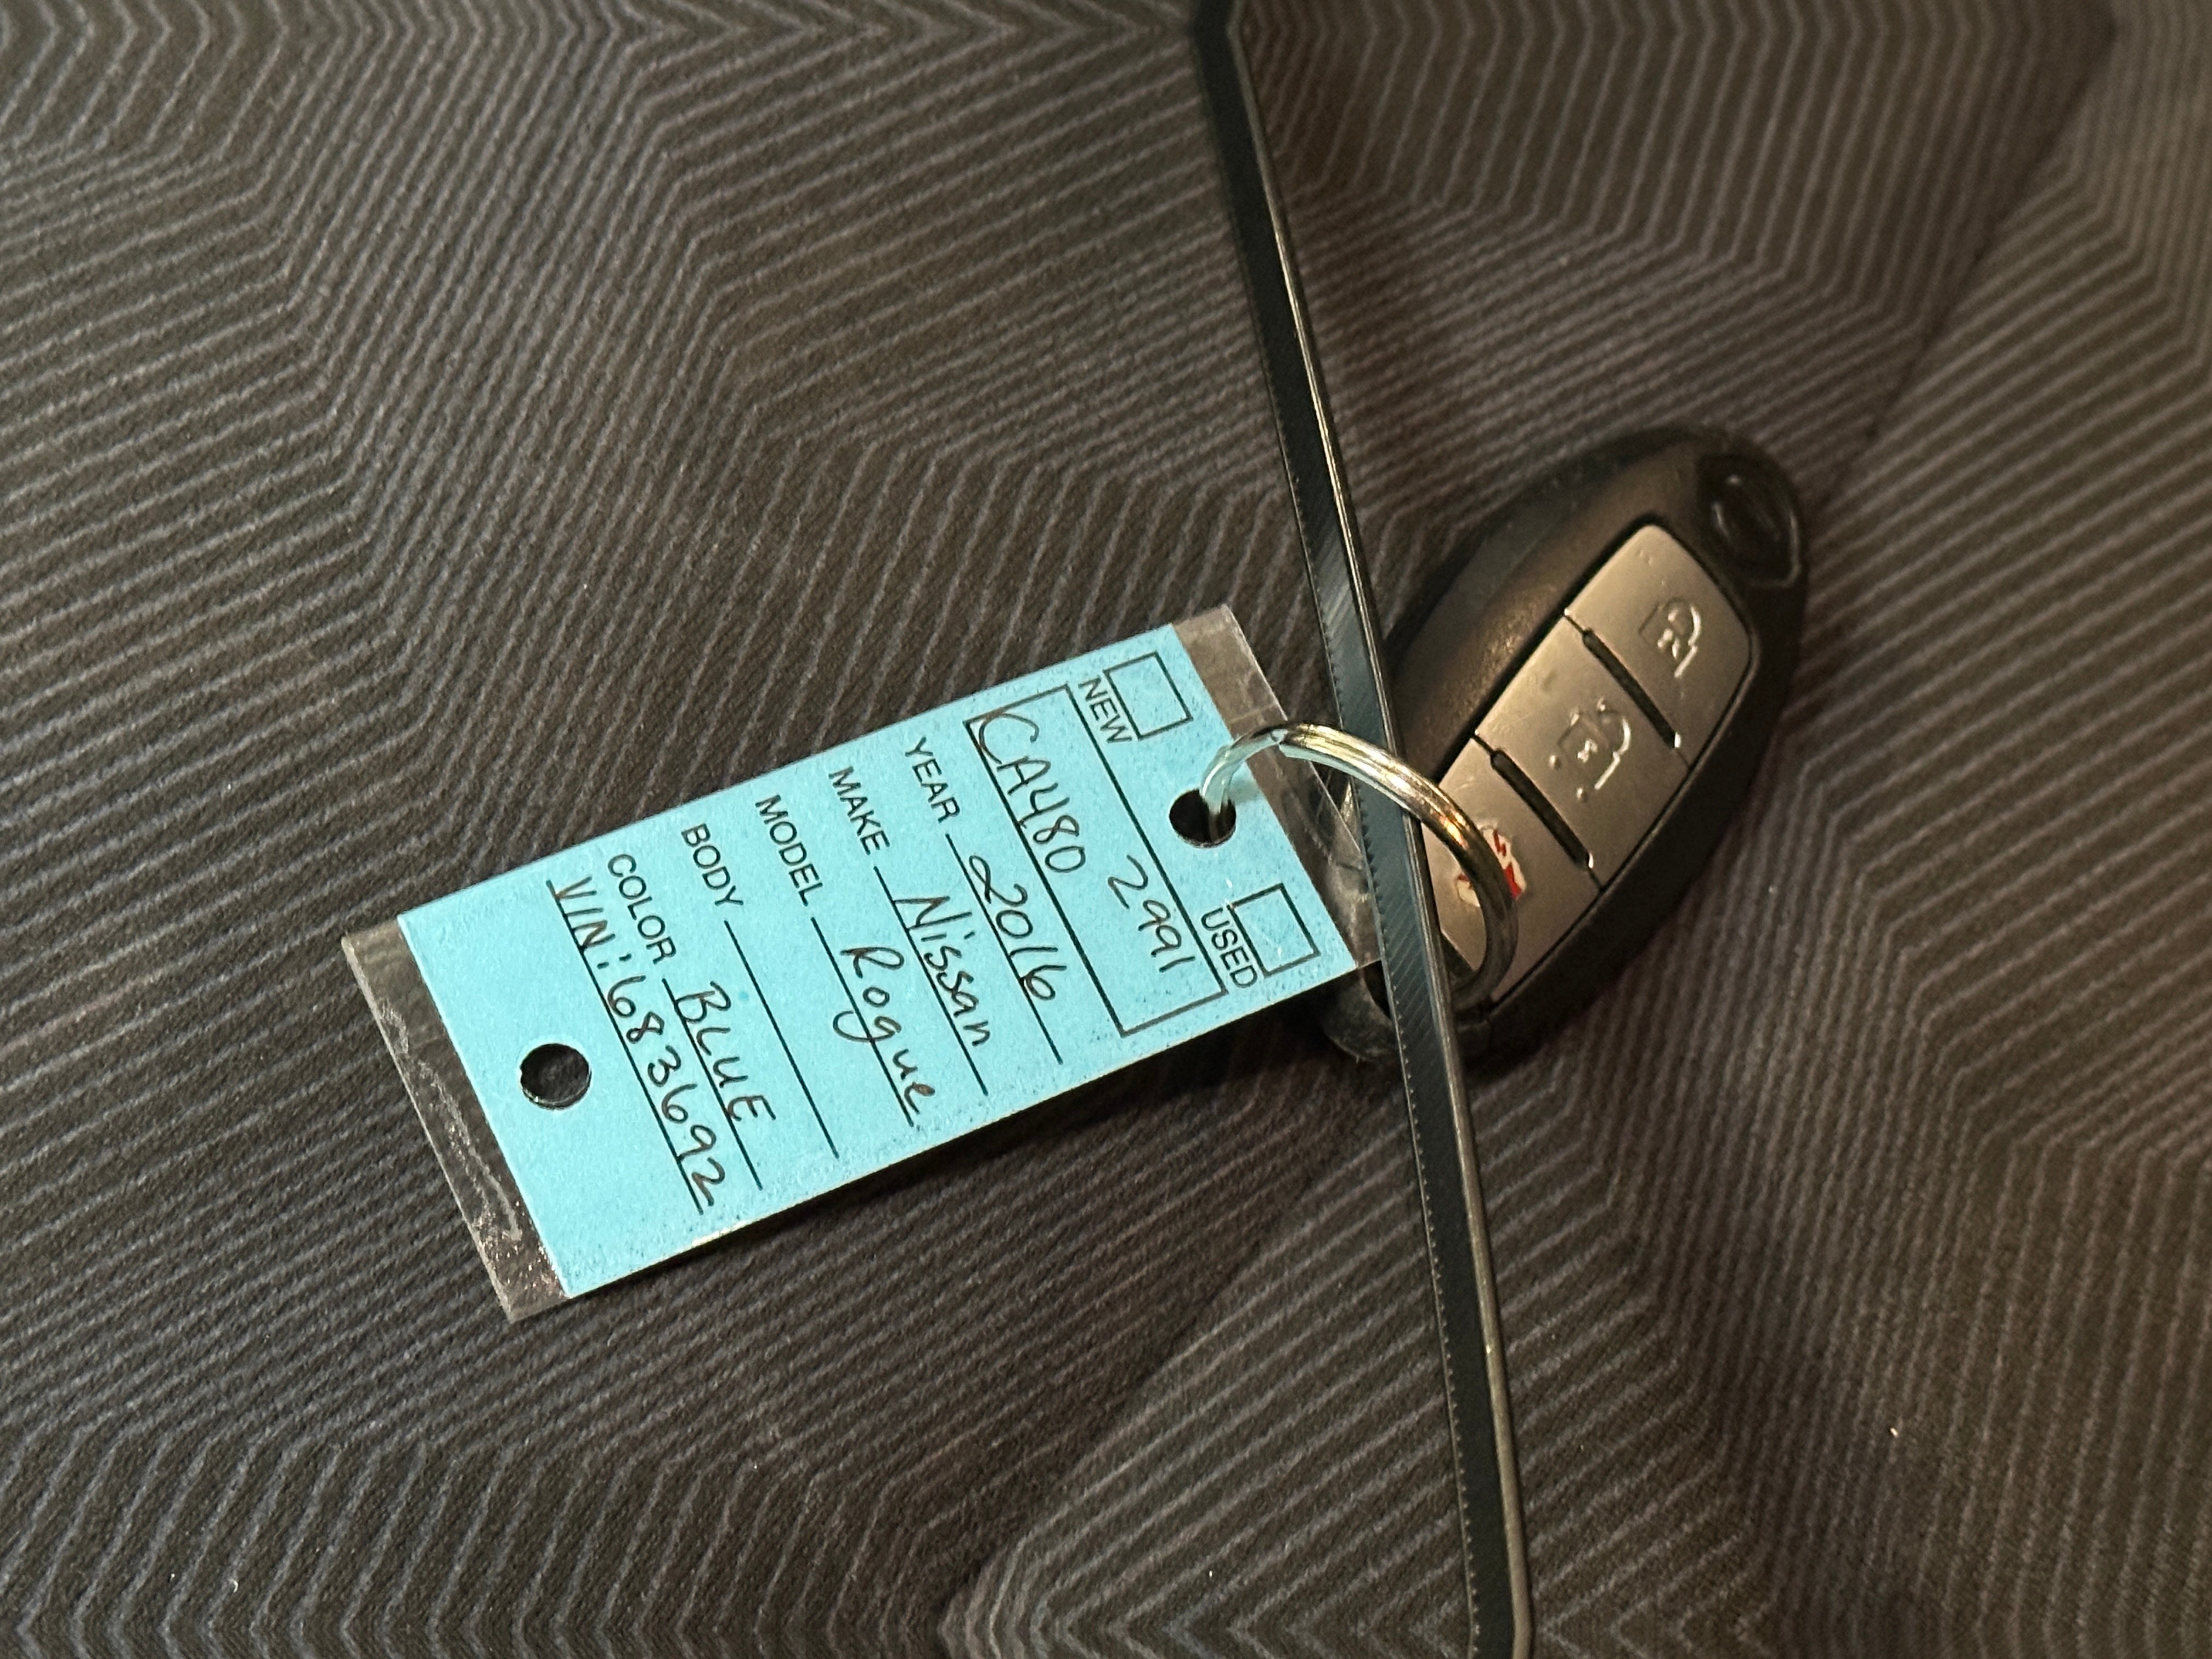 NEW USED
2991
CA480
YEAR 2016
MAKE Nissan
MODEL Rogue
BODY
COLOR BLUE
VIN:683692